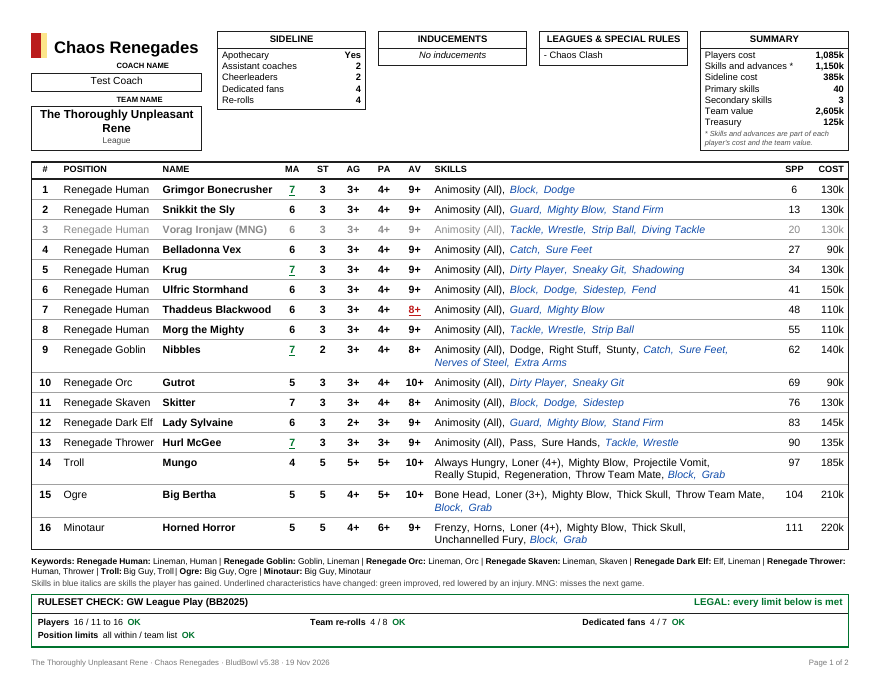 Chaos Renegades
COACH NAME
Test Coach
TEAM NAME
The Thoroughly Unpleasant
Rene
League
SIDELINE
Apothecary Yes
Assistant coaches 2
Cheerleaders 2
Dedicated fans 4
Re-rolls 4
INDUCEMENTS
No inducements
LEAGUES & SPECIAL RULES
- Chaos Clash
SUMMARY
Players cost 1,085k
Skills and advances * 1,150k
Sideline cost 385k
Primary skills 40
Secondary skills 3
Team value 2,605k
Treasury 125k
* Skills and advances are part of each
player's cost and the team value.
# POSITION NAME MA ST AG PA AV SKILLS SPP COST
1 Renegade Human Grimgor Bonecrusher 7 3 3+ 4+ 9+ Animosity (All), Block, Dodge 6 130k
2 Renegade Human Snikkit the Sly 6 3 3+ 4+ 9+ Animosity (All), Guard, Mighty Blow, Stand Firm 13 130k
3 Renegade Human Vorag Ironjaw (MNG) 6 3 3+ 4+ 9+ Animosity (All), Tackle, Wrestle, Strip Ball, Diving Tackle 20 130k
4 Renegade Human Belladonna Vex 6 3 3+ 4+ 9+ Animosity (All), Catch, Sure Feet 27 90k
5 Renegade Human Krug 7 3 3+ 4+ 9+ Animosity (All), Dirty Player, Sneaky Git, Shadowing 34 130k
6 Renegade Human Ulfric Stormhand 6 3 3+ 4+ 9+ Animosity (All), Block, Dodge, Sidestep, Fend 41 150k
7 Renegade Human Thaddeus Blackwood 6 3 3+ 4+ 8+ Animosity (All), Guard, Mighty Blow 48 110k
8 Renegade Human Morg the Mighty 6 3 3+ 4+ 9+ Animosity (All), Tackle, Wrestle, Strip Ball 55 110k
9 Renegade Goblin Nibbles 7 2 3+ 4+ 8+ Animosity (All), Dodge, Right Stuff, Stunty, Catch, Sure Feet, 62 140k
Nerves of Steel, Extra Arms
10 Renegade Orc Gutrot 5 3 3+ 4+ 10+ Animosity (All), Dirty Player, Sneaky Git 69 90k
11 Renegade Skaven Skitter 7 3 3+ 4+ 8+ Animosity (All), Block, Dodge, Sidestep 76 130k
12 Renegade Dark Elf Lady Sylvaine 6 3 2+ 3+ 9+ Animosity (All), Guard, Mighty Blow, Stand Firm 83 145k
13 Renegade Thrower Hurl McGee 7 3 3+ 3+ 9+ Animosity (All), Pass, Sure Hands, Tackle, Wrestle 90 135k
14 Troll Mungo 4 5 5+ 5+ 10+ Always Hungry, Loner (4+), Mighty Blow, Projectile Vomit, 97 185k
Really Stupid, Regeneration, Throw Team Mate, Block, Grab
15 Ogre Big Bertha 5 5 4+ 5+ 10+ Bone Head, Loner (3+), Mighty Blow, Thick Skull, Throw Team Mate, 104 210k
Block, Grab
16 Minotaur Horned Horror 5 5 4+ 6+ 9+ Frenzy, Horns, Loner (4+), Mighty Blow, Thick Skull, 111 220k
Unchannelled Fury, Block, Grab
Keywords: Renegade Human: Lineman, Human | Renegade Goblin: Goblin, Lineman | Renegade Orc: Lineman, Orc | Renegade Skaven: Lineman, Skaven | Renegade Dark Elf: Elf, Lineman | Renegade Thrower:
Human, Thrower | Troll: Big Guy, Troll | Ogre: Big Guy, Ogre | Minotaur: Big Guy, Minotaur
Skills in blue italics are skills the player has gained. Underlined characteristics have changed: green improved, red lowered by an injury. MNG: misses the next game.
RULESET CHECK: GW League Play (BB2025) LEGAL: every limit below is met
Players 16 / 11 to 16 OK Team re-rolls 4 / 8 OK Dedicated fans 4 / 7 OK
Position limits all within / team list OK
The Thoroughly Unpleasant Rene · Chaos Renegades · BludBowl v5.38 · 19 Nov 2026 Page 1 of 2